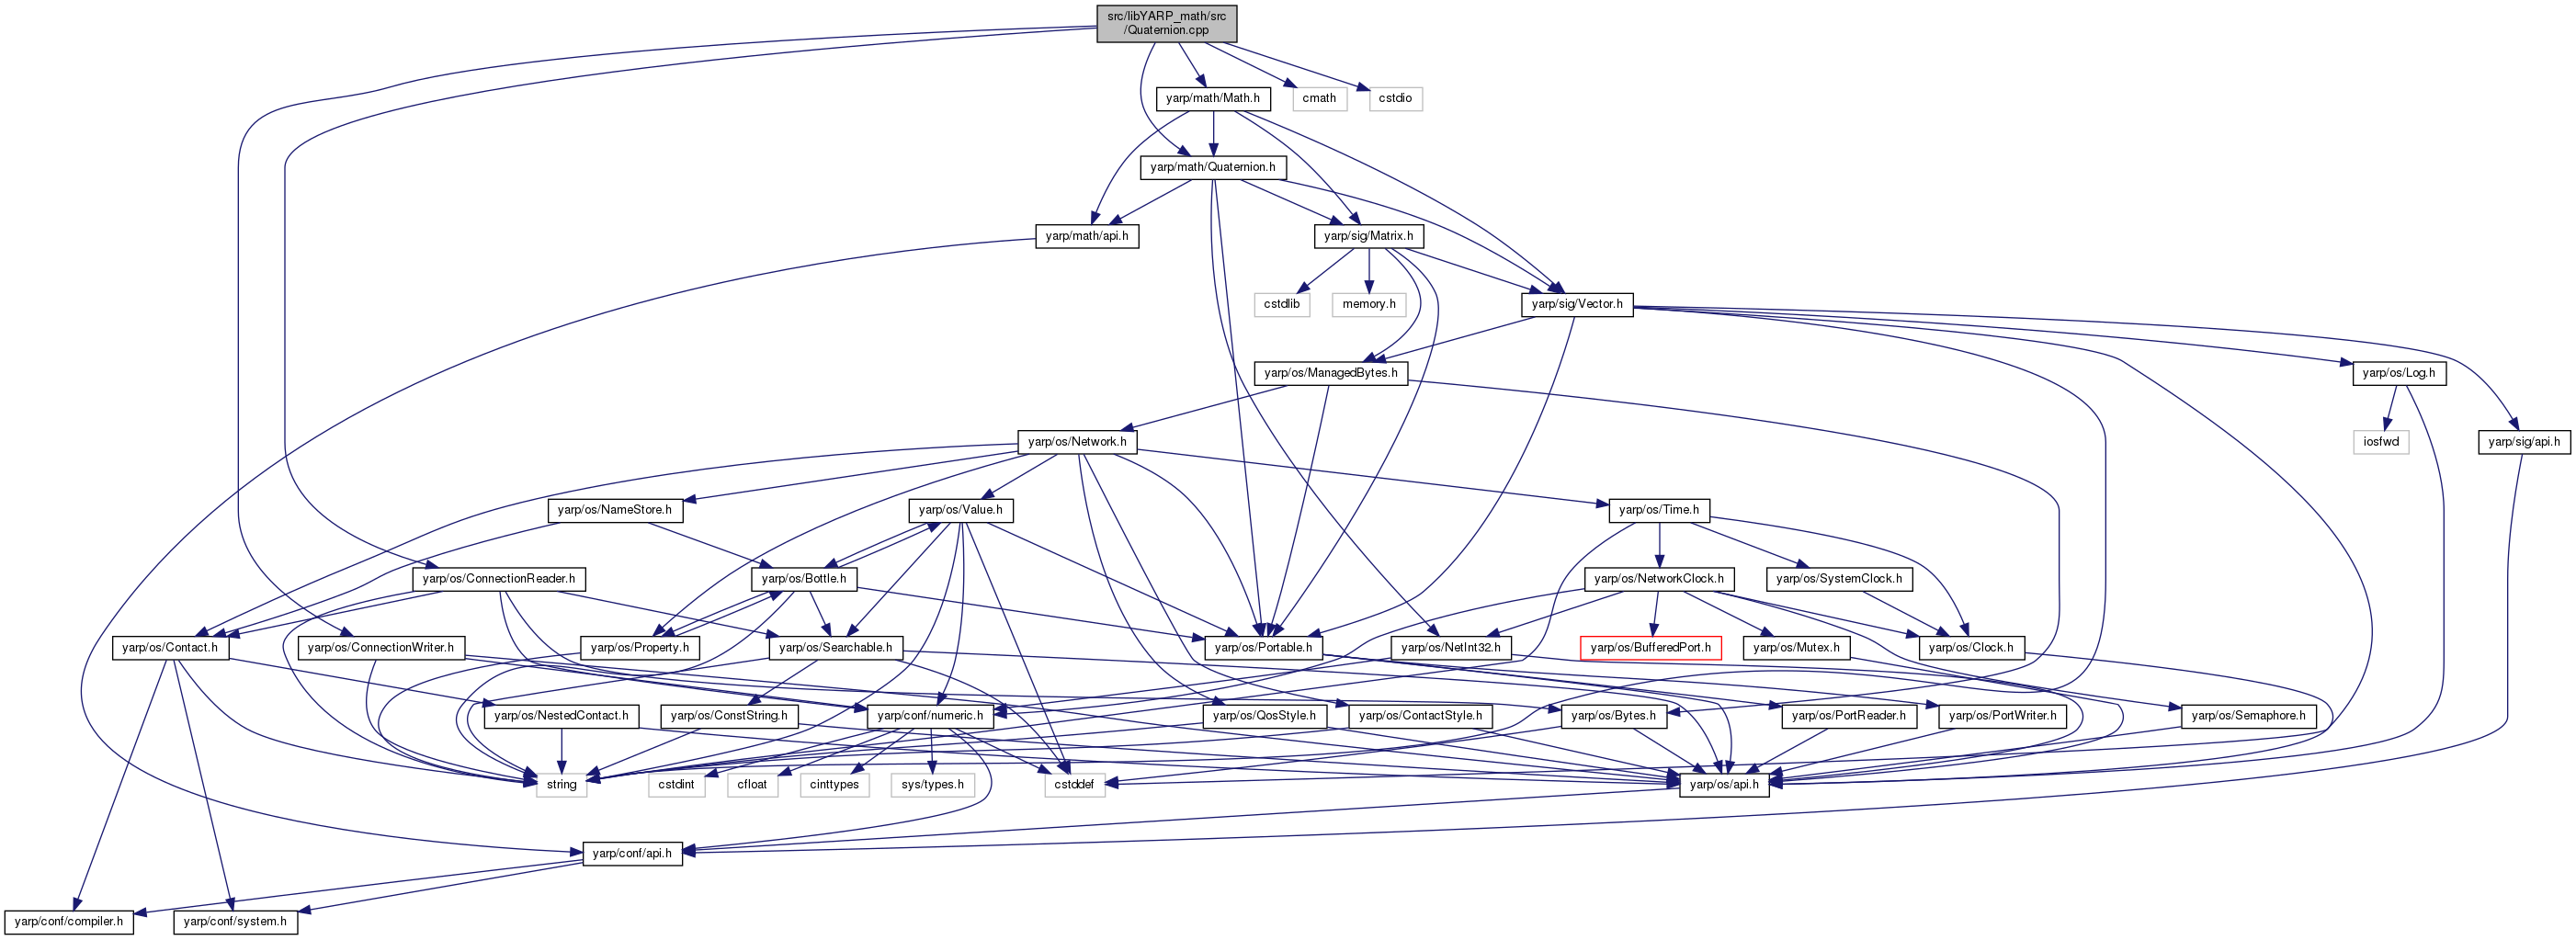 src/libYARP_math/src
/Quaternion.cpp
yarp/math/Math.h
cmath
cstdio
yarp/math/Quaternion.h
yarp/math/api.h
yarp/sig/Matrix.h
cstdlib
memory.h
yarp/sig/Vector.h
yarp/os/ManagedBytes.h
yarp/os/Log.h
yarp/os/Network.h
iosfwd
yarp/sig/api.h
yarp/os/NameStore.h
yarp/os/Value.h
yarp/os/Time.h
yarp/os/ConnectionReader.h
yarp/os/Bottle.h
yarp/os/NetworkClock.h
yarp/os/SystemClock.h
yarp/os/Contact.h
yarp/os/ConnectionWriter.h
yarp/os/Property.h
yarp/os/Searchable.h
yarp/os/Portable.h
yarp/os/NetInt32.h
yarp/os/BufferedPort.h
yarp/os/Mutex.h
yarp/os/Clock.h
yarp/os/NestedContact.h
yarp/os/ConstString.h
yarp/conf/numeric.h
yarp/os/QosStyle.h
yarp/os/ContactStyle.h
yarp/os/Bytes.h
yarp/os/PortReader.h
yarp/os/PortWriter.h
yarp/os/Semaphore.h
string
cstdint
cfloat
cinttypes
sys/types.h
cstddef
yarp/os/api.h
yarp/conf/api.h
yarp/conf/compiler.h
yarp/conf/system.h